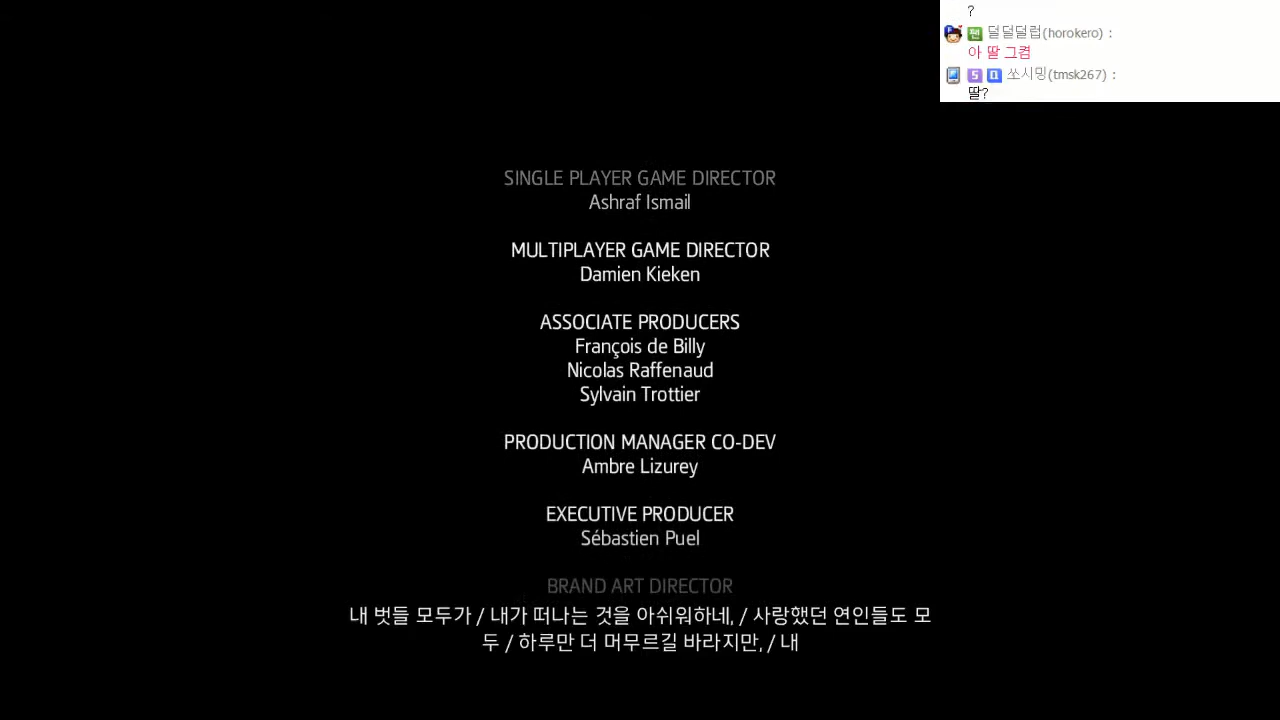 ?
덜덜덜럽(horokero) :
아 딸 그켬
쏘시밍(tmsk267) :
딸?
SINGLE PLAYER GAME DIRECTOR
Ashraf Ismail
MULTIPLAYER GAME DIRECTOR
Damien Kieken
ASSOCIATE PRODUCERS
François de Billy
Nicolas Raffenaud
Sylvain Trottier
PRODUCTION MANAGER CO-DEV
Ambre Lizurey
EXECUTIVE PRODUCER
Sébastien Puel
BRAND ART DIRECTOR
내 벗들 모두가 / 내가 떠나는 것을 아쉬워하네, / 사랑했던 연인들도 모
두 / 하루만 더 머무르길 바라지만, / 내